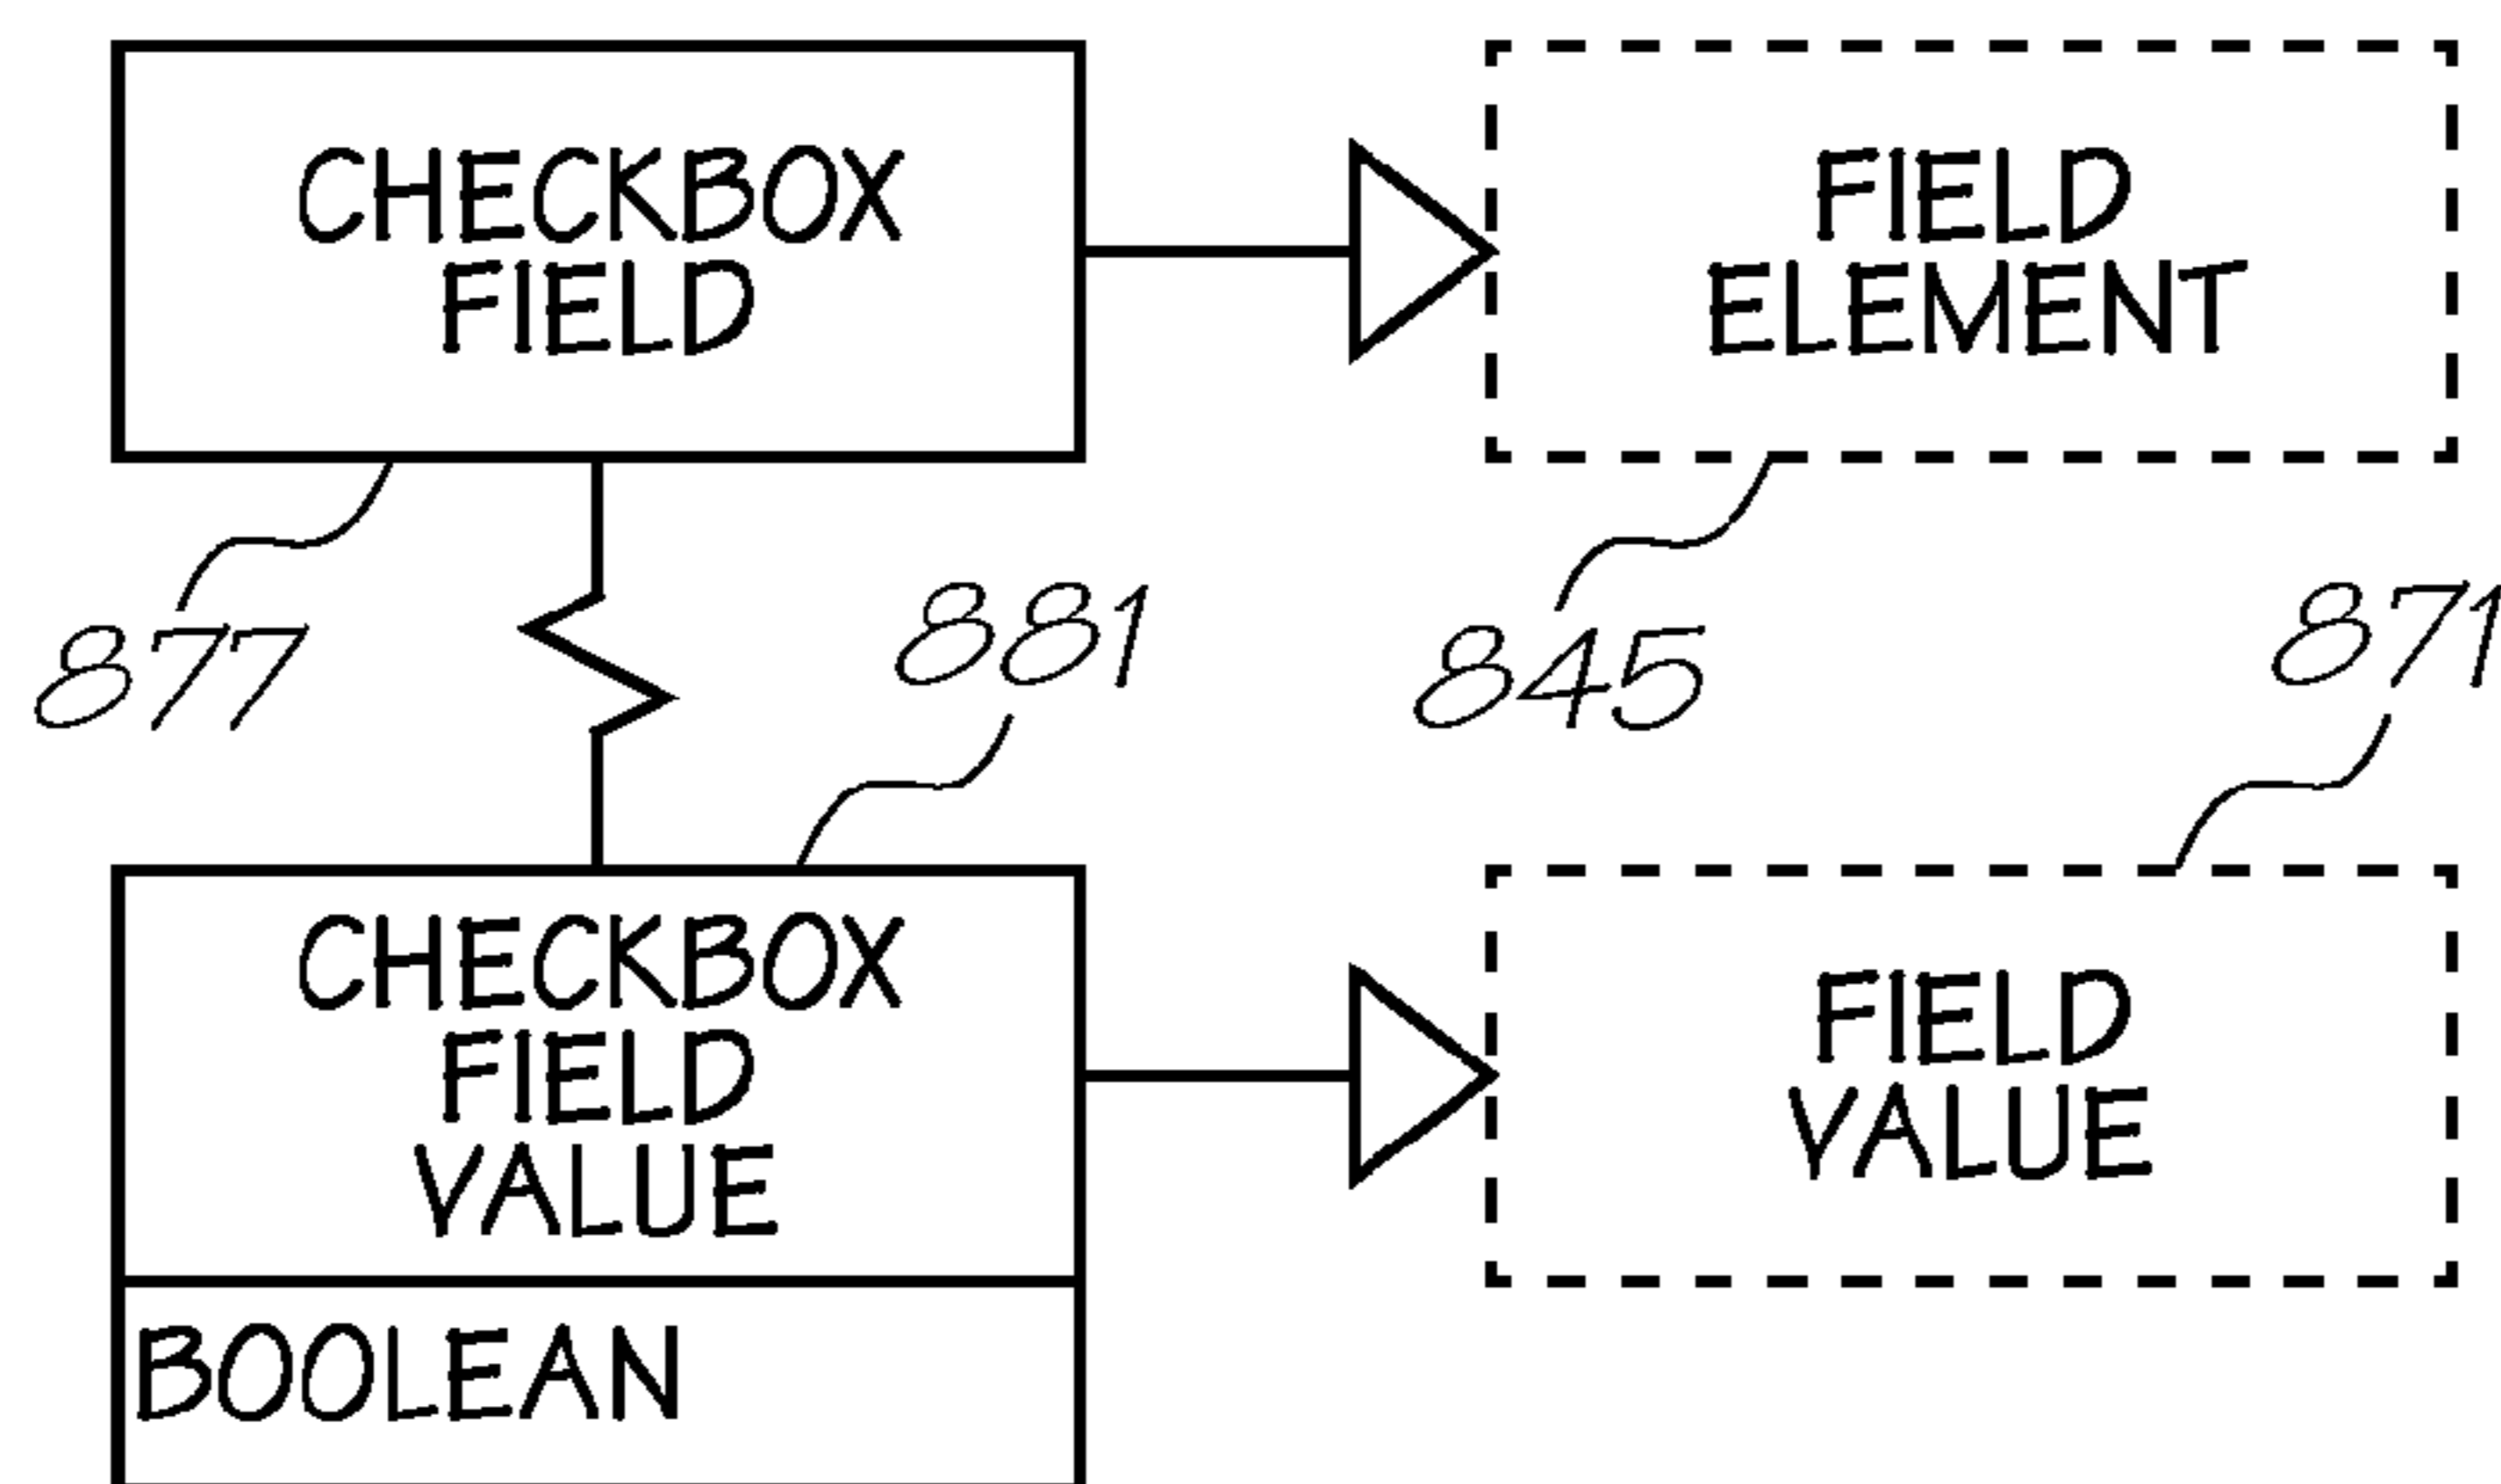 CHECKBOX
FIELD
FIELD
ELEMENT
877
881
845
871
CHECKBOX
FIELD
VALUE
FIELD
VALUE
BOOLEAN